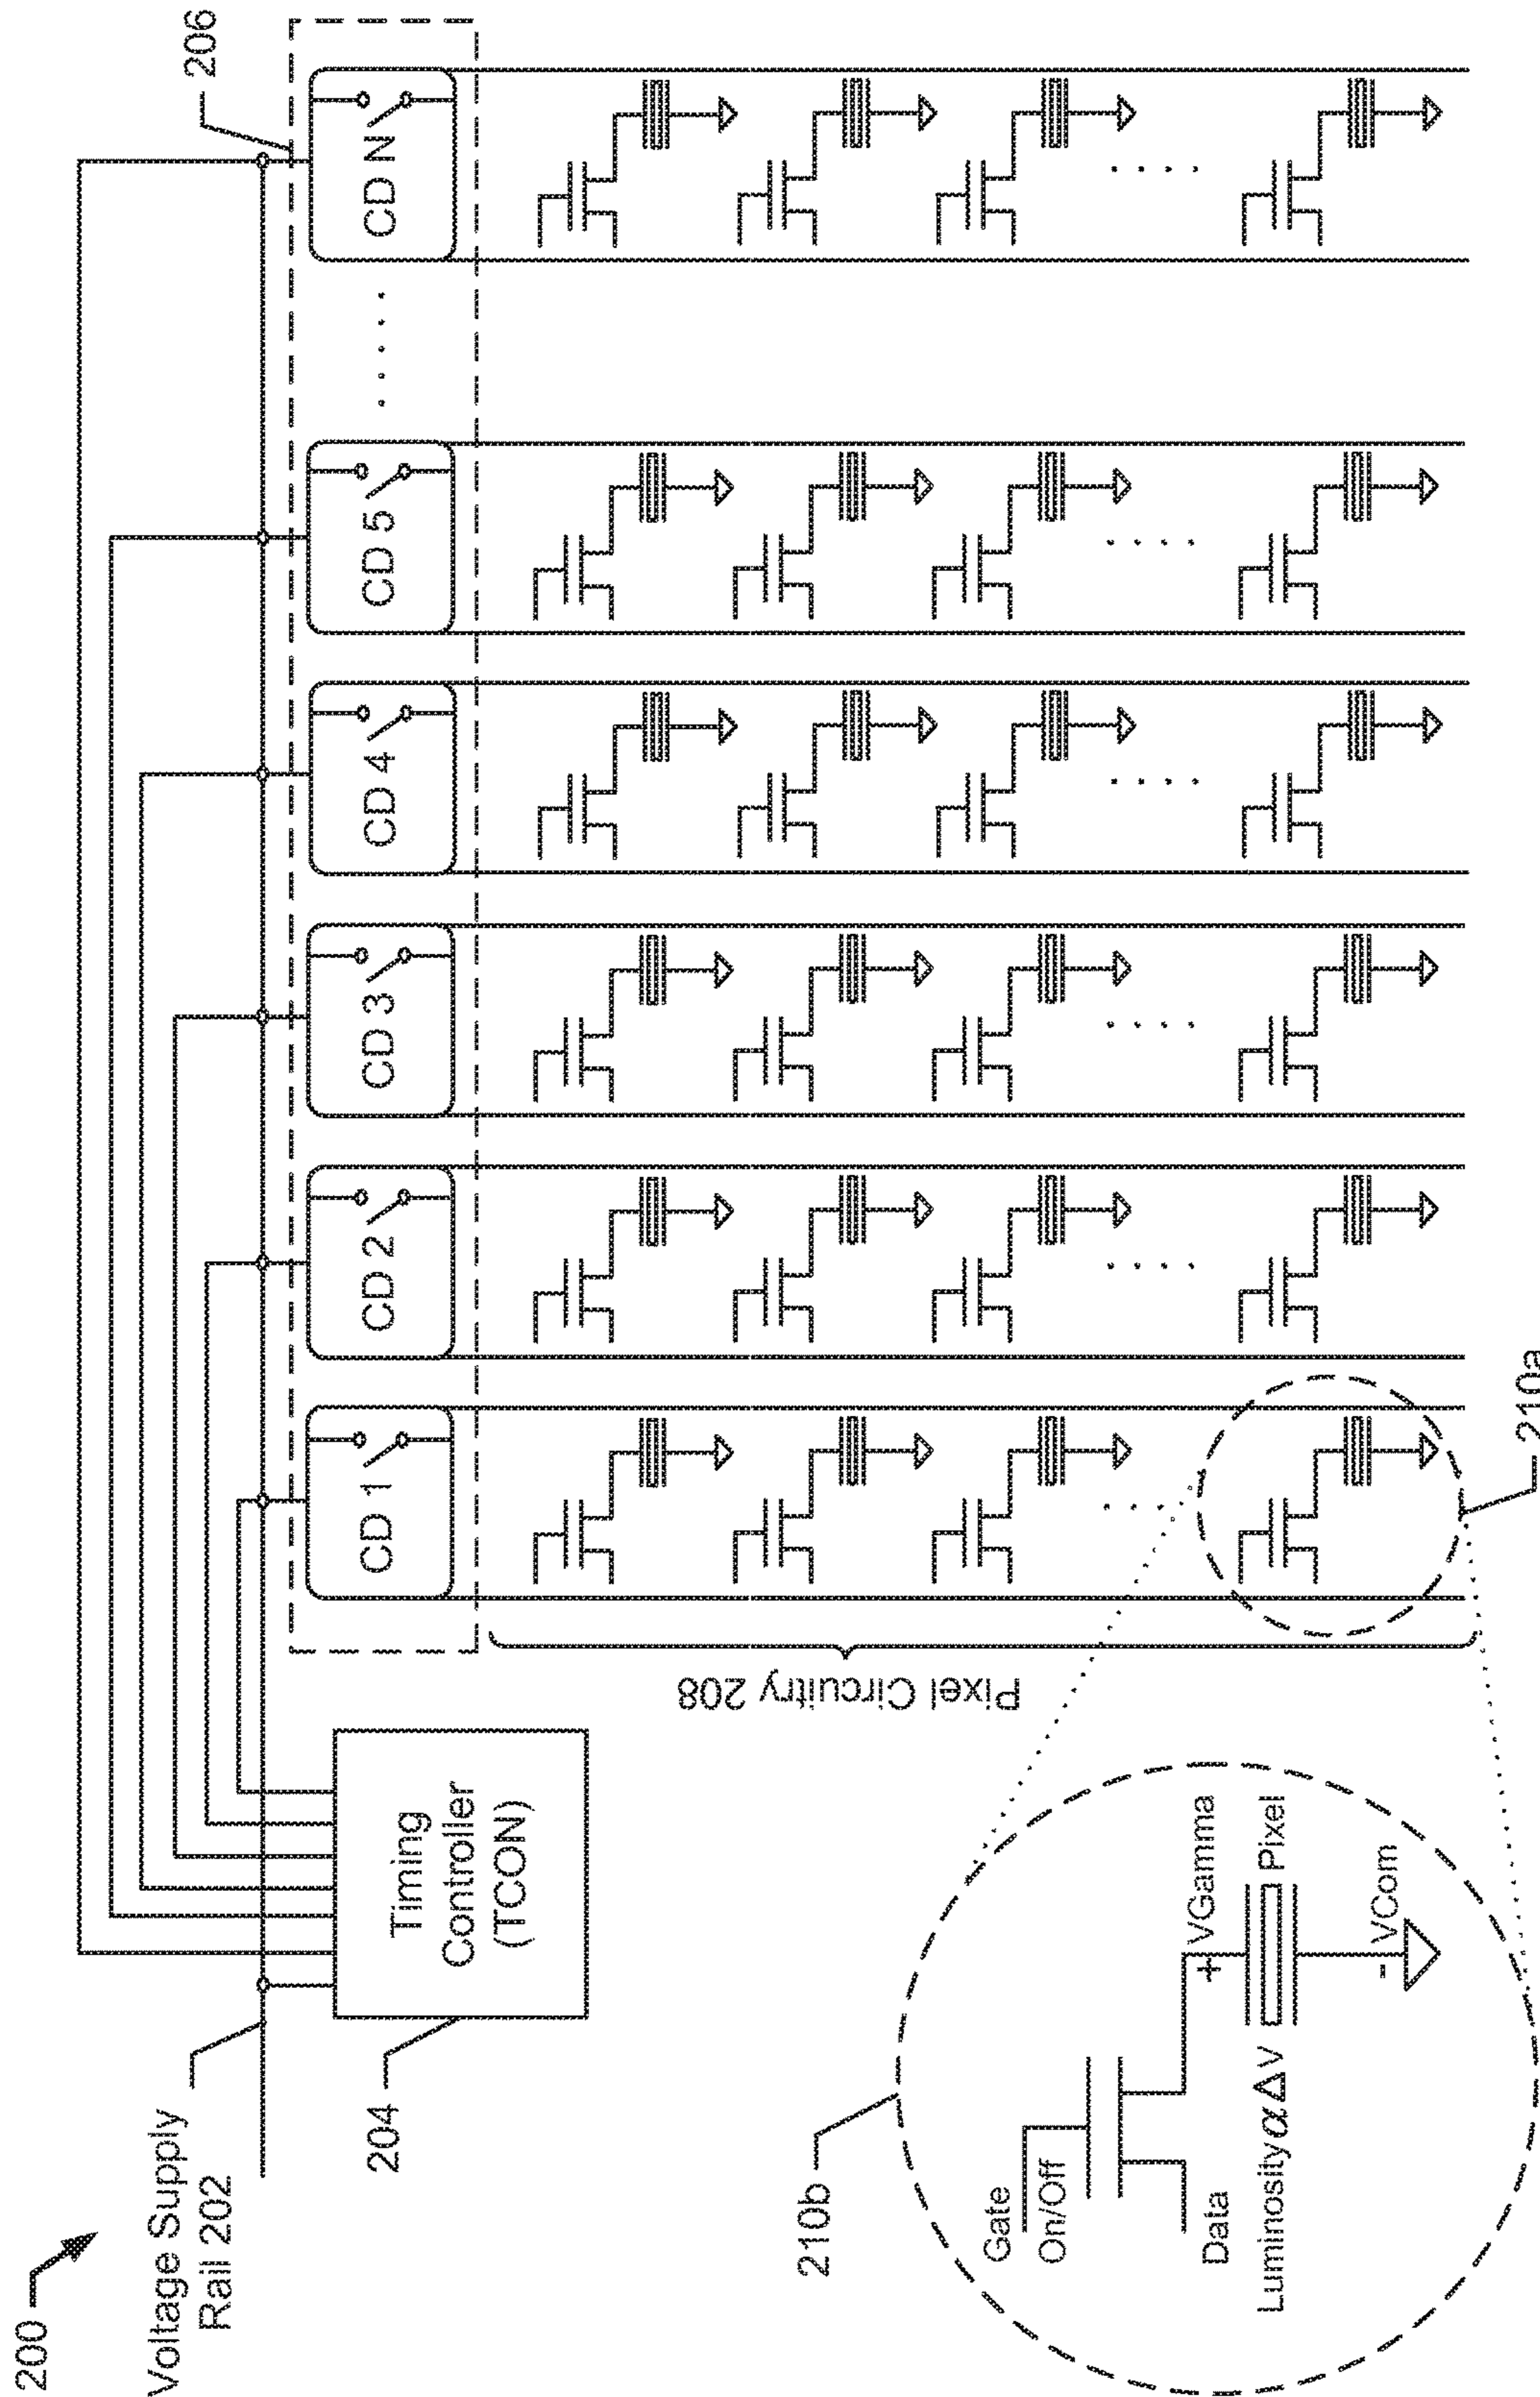 200
Voltage Supply
Rail 202
204
Timing
Controller
(TCON)
206
CD 1
CD 2
CD 3
CD 4
CD 5
. . . . .
CD N
Pixel Circuitry 208
210a
210b
Gate
On/Off
Data
Luminosity α ΔV
+ VGamma
Pixel
- VCom